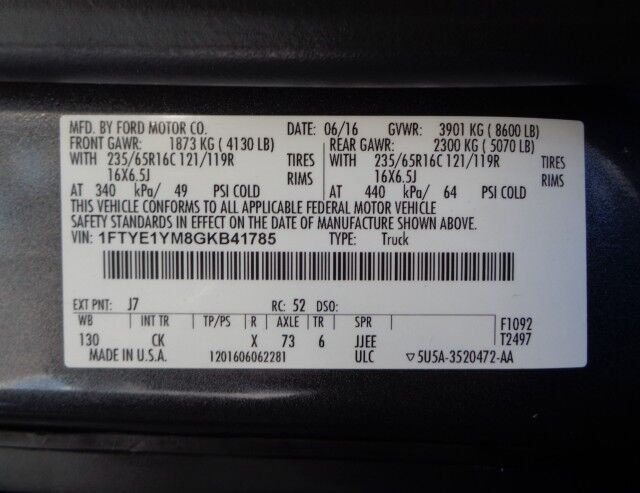 MFD. BY FORD MOTOR CO. DATE: 06/16 GVWR: 3901 KG ( 8600 LB)
FRONT GAWR: 1873 KG ( 4130 LB) REAR GAWR: 2300 KG ( 5070 LB)
WITH 235/65R16C 121/119R TIRES WITH 235/65R16C 121/119R TIRES
16X6.5J RIMS 16X6.5J RIMS
AT 340 kPa/ 49 PSI COLD AT 440 kPa/ 64 PSI COLD
THIS VEHICLE CONFORMS TO ALL APPLICABLE FEDERAL MOTOR VEHICLE
SAFETY STANDARDS IN EFFECT ON THE DATE OF MANUFACTURE SHOWN ABOVE.
VIN: 1FTYE1YM8GKB41785 TYPE: Truck
EXT PNT: J7 RC: 52 DSO:
WB INT TR TP/PS R AXLE TR SPR F1092
130 CK X 73 6 JJEE T2497
MADE IN U.S.A. 1201606062281 ULC ▽5U5A-3520472-AA